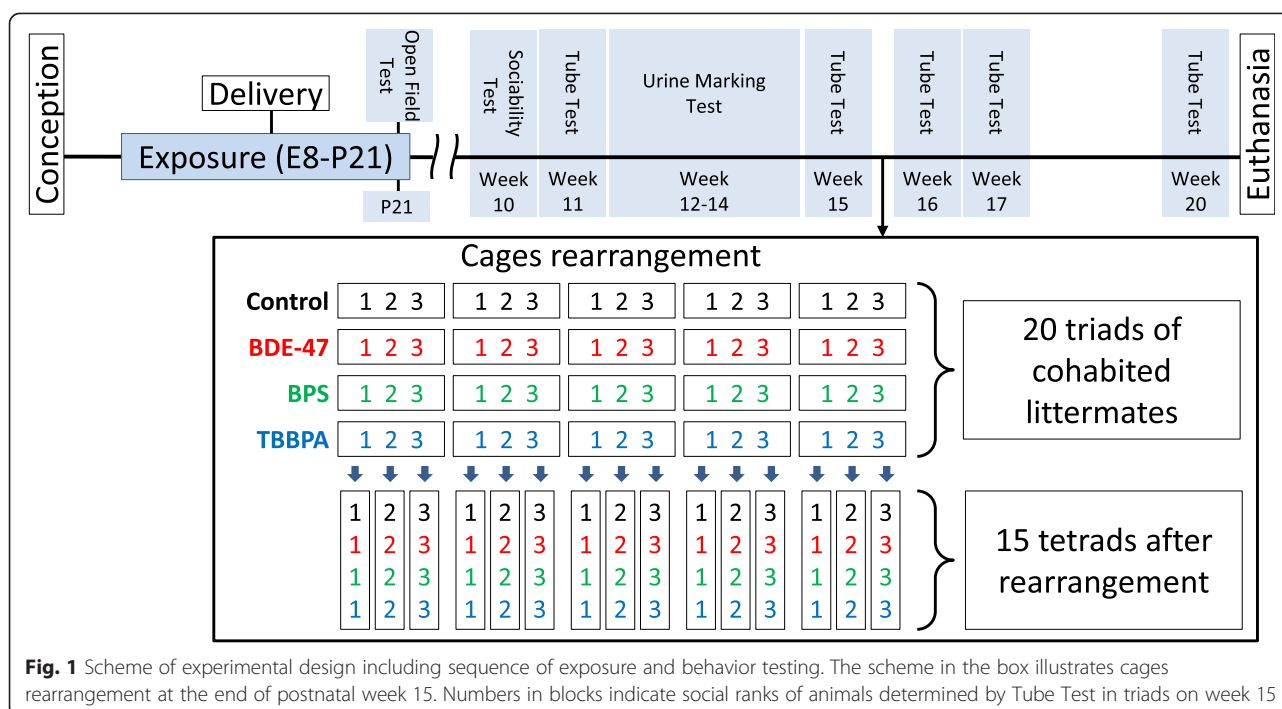 Conception
Delivery
Exposure (E8-P21)
Open Field
Test
P21
Sociability
Test
Week
10
Tube Test
Week
11
Urine Marking
Test
Week
12-14
Tube Test
Week
15
Tube Test
Week
16
Tube Test
Week
17
Tube Test
Week
20
Euthanasia
Cages rearrangement
Control 1 2 3 1 2 3 1 2 3 1 2 3 1 2 3
BDE-47 1 2 3 1 2 3 1 2 3 1 2 3 1 2 3
BPS 1 2 3 1 2 3 1 2 3 1 2 3 1 2 3
TBBPA 1 2 3 1 2 3 1 2 3 1 2 3 1 2 3
20 triads of
cohabited
littermates
1 2 3 1 2 3 1 2 3 1 2 3 1 2 3
1 2 3 1 2 3 1 2 3 1 2 3 1 2 3
1 2 3 1 2 3 1 2 3 1 2 3 1 2 3
1 2 3 1 2 3 1 2 3 1 2 3 1 2 3
15 tetrads after
rearrangement
Fig. 1 Scheme of experimental design including sequence of exposure and behavior testing. The scheme in the box illustrates cages
rearrangement at the end of postnatal week 15. Numbers in blocks indicate social ranks of animals determined by Tube Test in triads on week 15